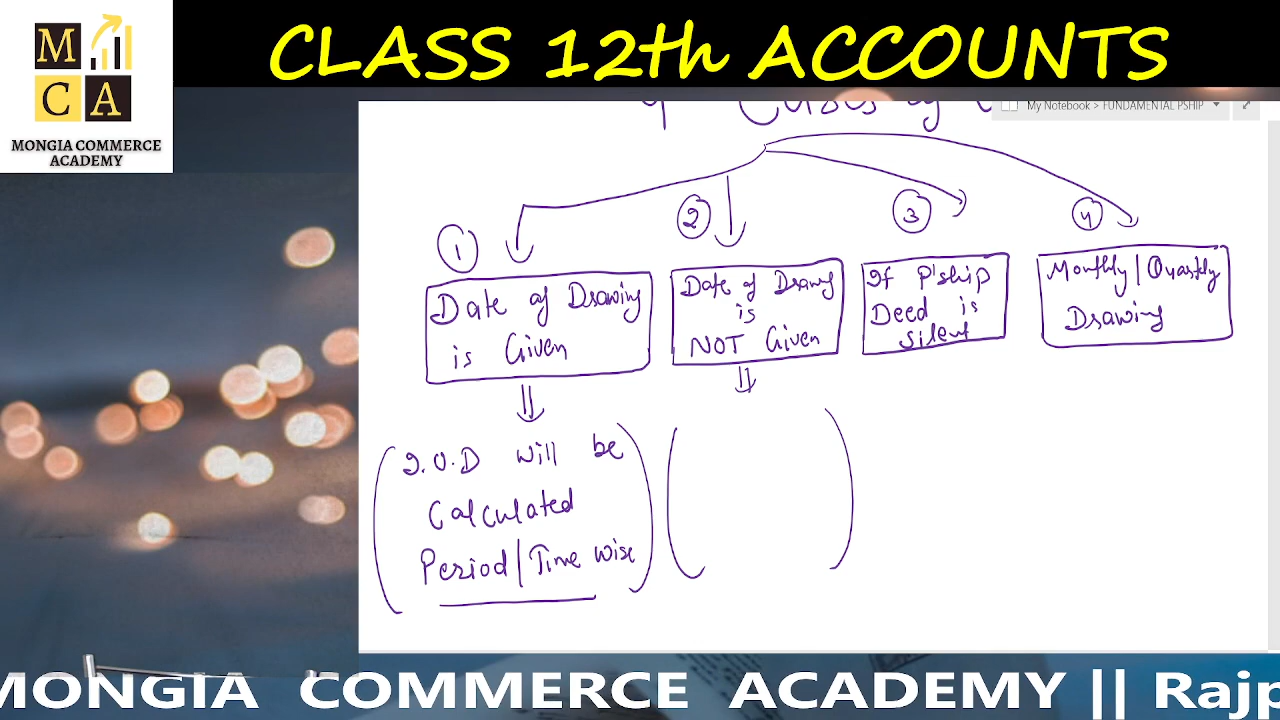 M
CA
MONGIA COMMERCE
ACADEMY
CLASS 12th ACCOUNTS
My Notebook > FUNDAMENTAL PSHIP
1
2
3
4
Date of Drawing
is Given
Date of Drawing
is
NOT Given
If P'ship
Deed is
Silent
Monthly | Quartly
Drawing
I.O.D will be
Calculated
Period/Time wise
MONGIA COMMERCE ACADEMY || Rajp